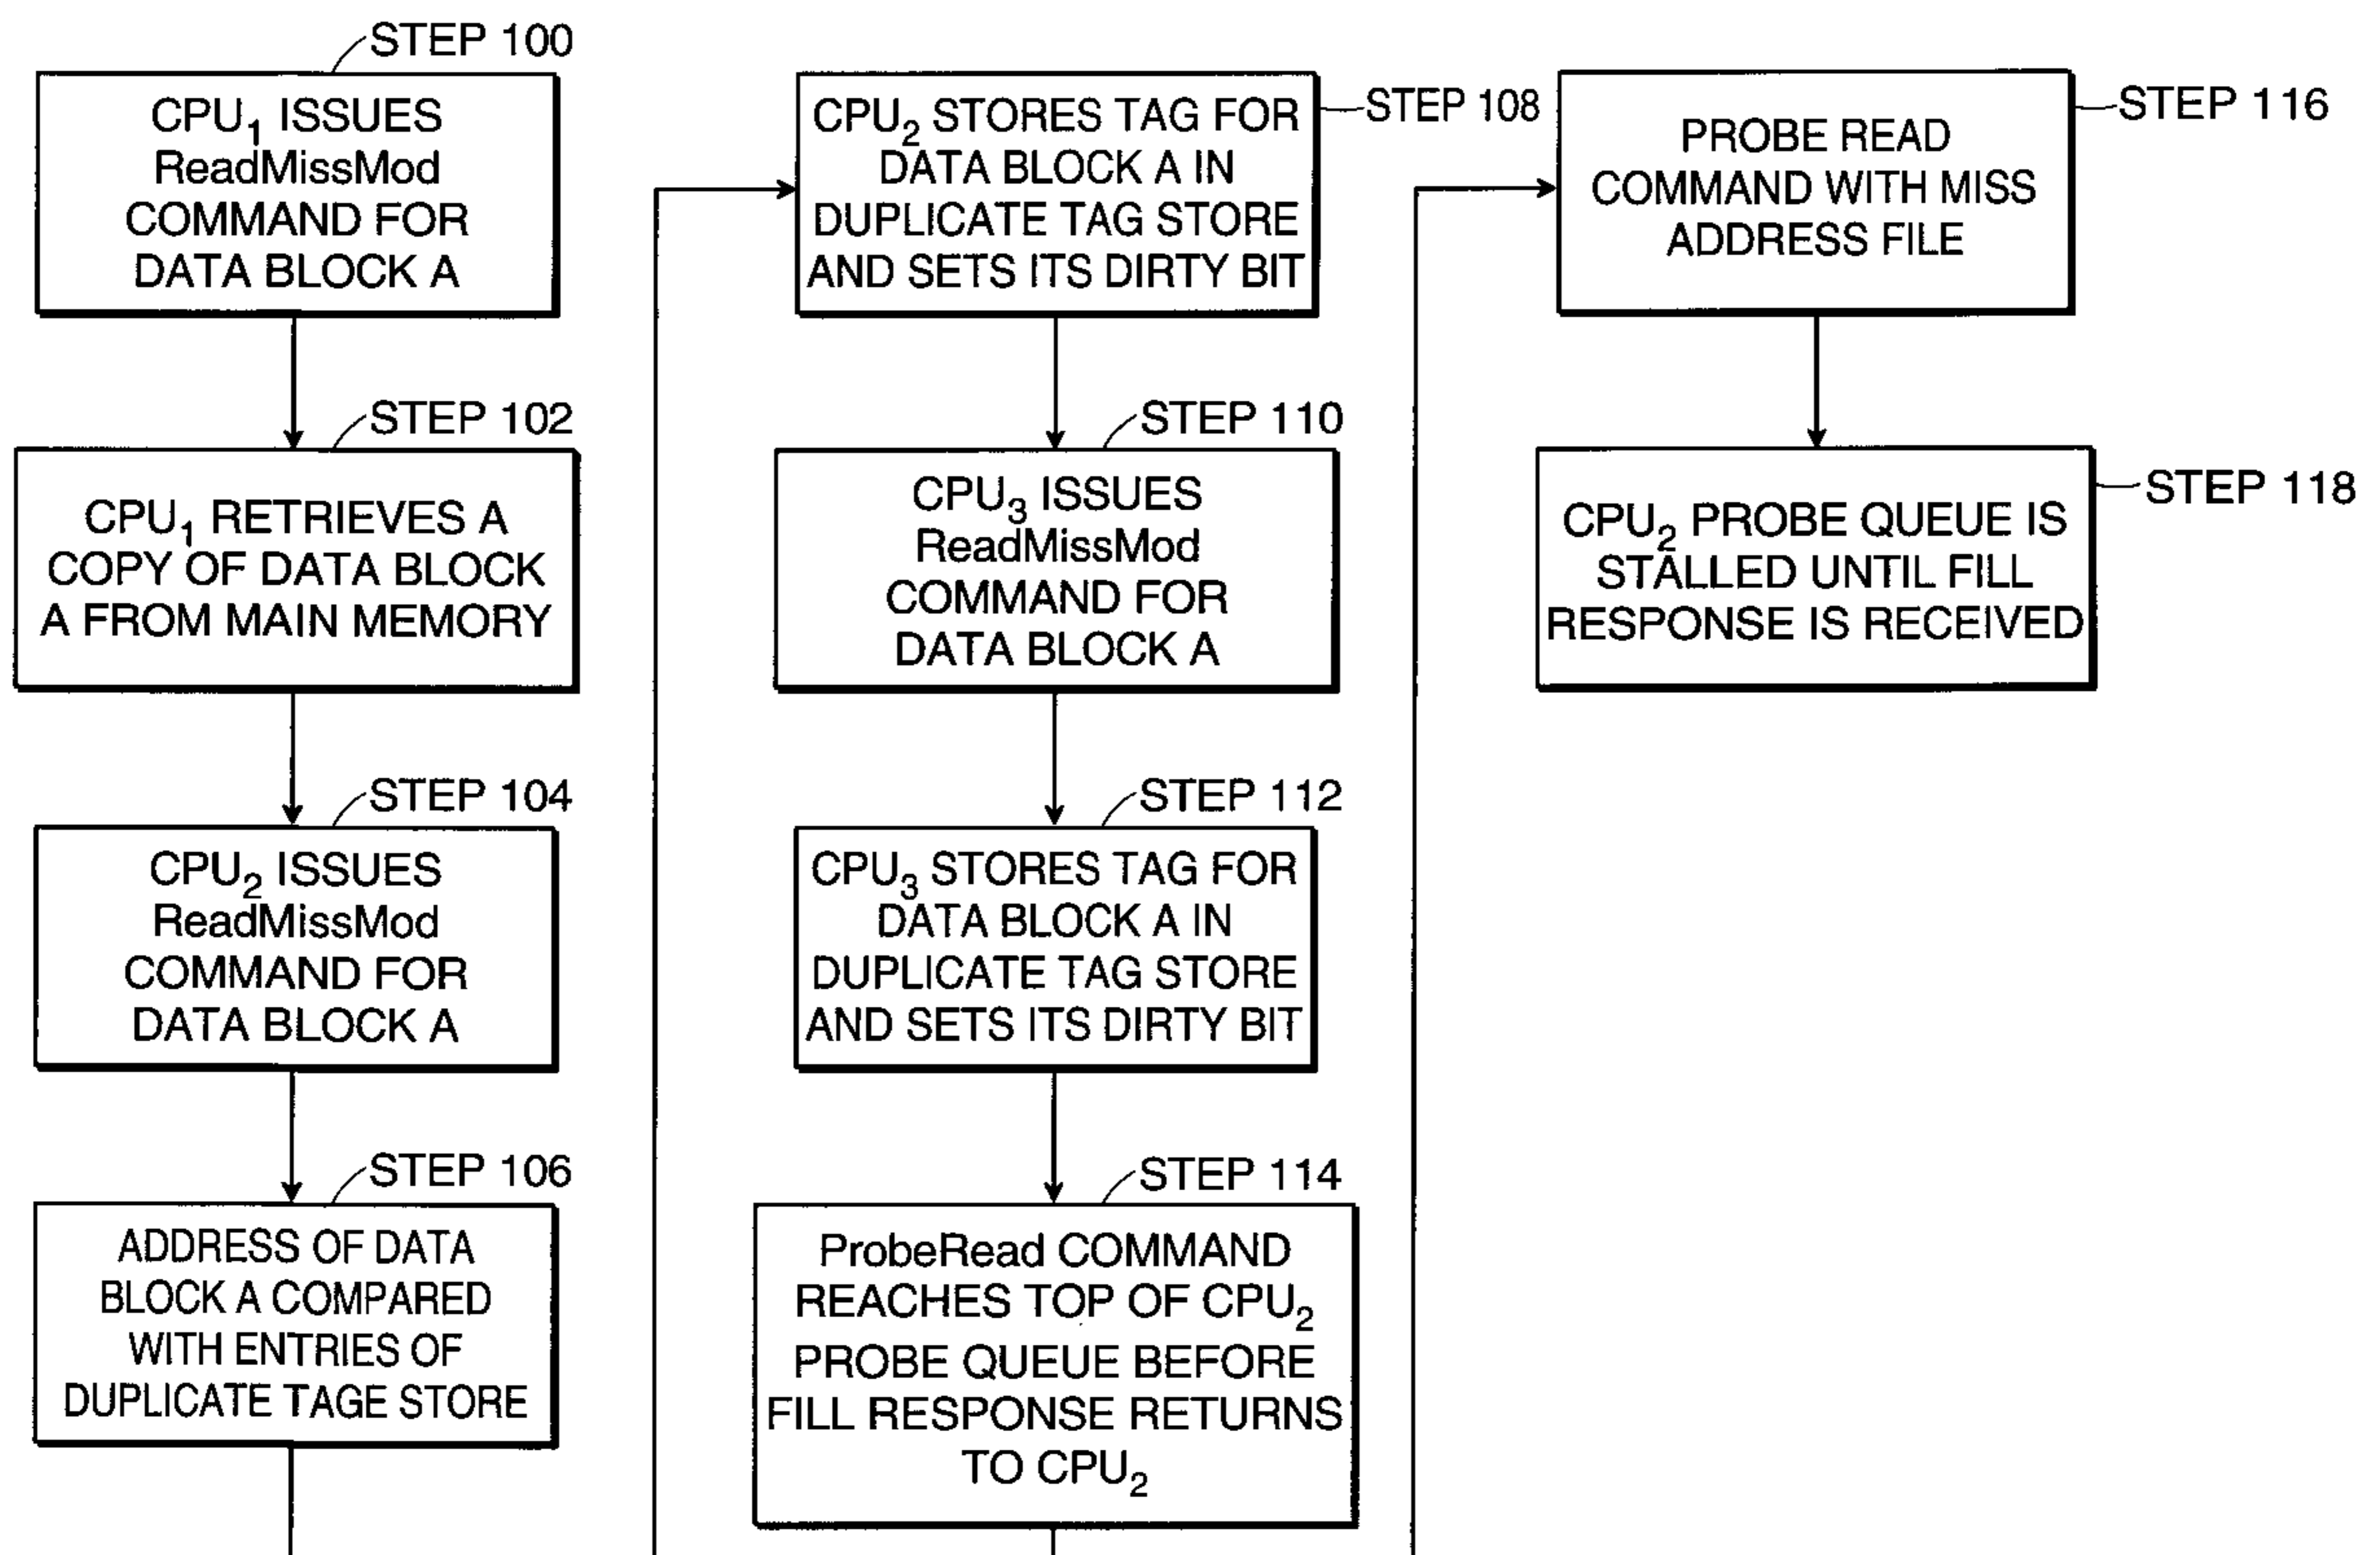 STEP 100
CPU1 ISSUES
ReadMissMod
COMMAND FOR
DATA BLOCK A
STEP 102
CPU1 RETRIEVES A
COPY OF DATA BLOCK
A FROM MAIN MEMORY
STEP 104
CPU2 ISSUES
ReadMissMod
COMMAND FOR
DATA BLOCK A
STEP 106
ADDRESS OF DATA
BLOCK A COMPARED
WITH ENTRIES OF
DUPLICATE TAGE STORE
STEP 108
CPU2 STORES TAG FOR
DATA BLOCK A IN
DUPLICATE TAG STORE
AND SETS ITS DIRTY BIT
STEP 110
CPU3 ISSUES
ReadMissMod
COMMAND FOR
DATA BLOCK A
STEP 112
CPU3 STORES TAG FOR
DATA BLOCK A IN
DUPLICATE TAG STORE
AND SETS ITS DIRTY BIT
STEP 114
ProbeRead COMMAND
REACHES TOP OF CPU2
PROBE QUEUE BEFORE
FILL RESPONSE RETURNS
TO CPU2
STEP 116
PROBE READ
COMMAND WITH MISS
ADDRESS FILE
STEP 118
CPU2 PROBE QUEUE IS
STALLED UNTIL FILL
RESPONSE IS RECEIVED